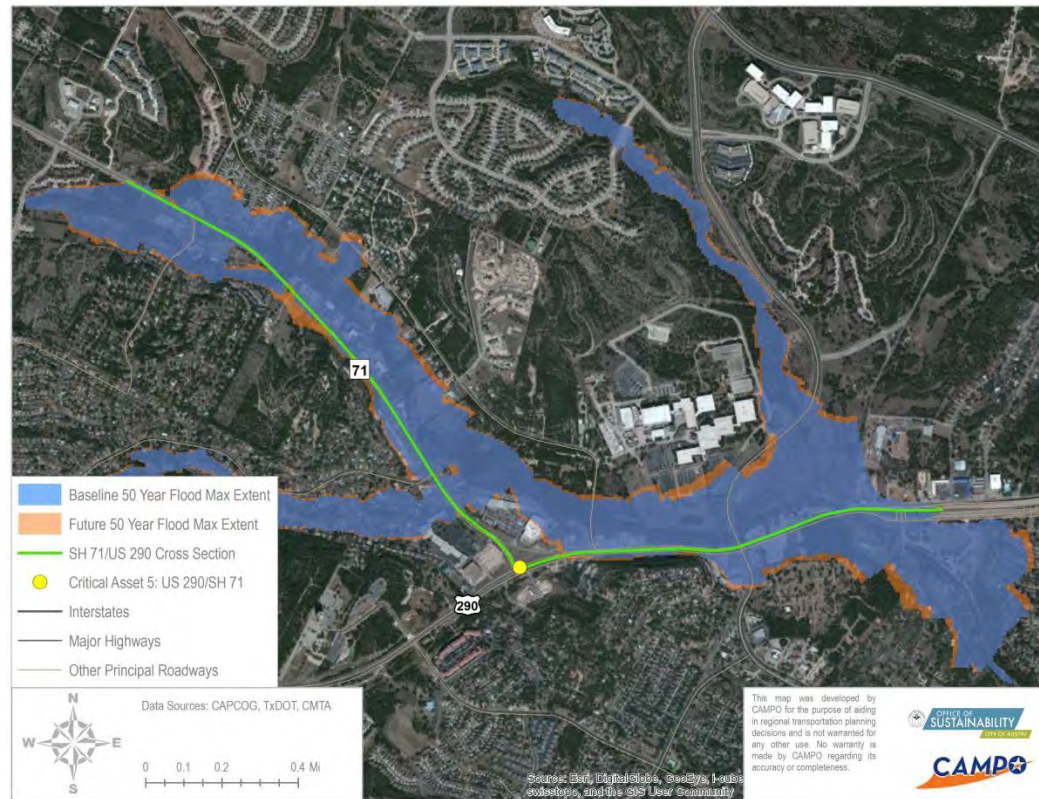 71
290
Baseline 50 Year Flood Max Extent
Future 50 Year Flood Max Extent
SH 71/US 290 Cross Section
Critical Asset 5: US 290/SH 71
Interstates
Major Highways
Other Principal Roadways
N
W E
S
Data Sources: CAPCOG, TxDOT, CMTA
0 0.1 0.2 0.4 Mi
Source: Esri, DigitalGlobe, GeoEye, i-cube
swisstopo, and the GIS User Community
This map was developed by
CAMPO for the purpose of aiding
in regional transportation planning
decisions and is not warranted for
any other use. No warranty is
made by CAMPO regarding its
accuracy or completeness.
OFFICE OF
SUSTAINABILITY
CITY OF AUSTIN
CAMPO